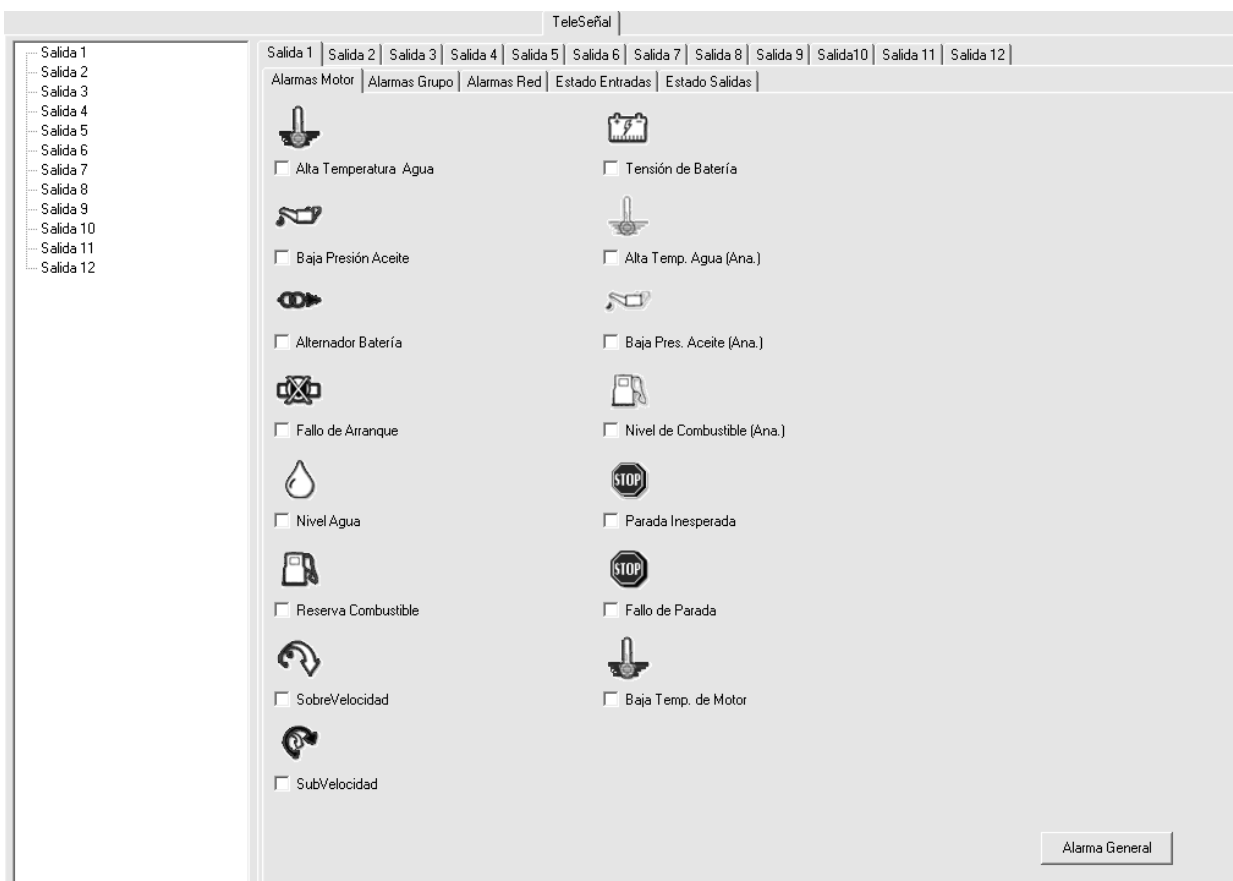 TeleSeñal
Salida 1
Salida 2
Salida 3
Salida 4
Salida 5
Salida 6
Salida 7
Salida 8
Salida 9
Salida 10
Salida 11
Salida 12
Salida 1 Salida 2 Salida 3 Salida 4 Salida 5 Salida 6 Salida 7 Salida 8 Salida 9 Salida10 Salida 11 Salida 12
Alarmas Motor Alarmas Grupo Alarmas Red Estado Entradas Estado Salidas
Alta Temperatura Agua
Tensión de Batería
Baja Presión Aceite
Alta Temp. Agua (Ana.)
Alternador Batería
Baja Pres. Aceite (Ana.)
Fallo de Arranque
Nivel de Combustible (Ana.)
STOP
Nivel Agua
Parada Inesperada
STOP
Reserva Combustible
Fallo de Parada
SobreVelocidad
Baja Temp. de Motor
SubVelocidad
Alarma General